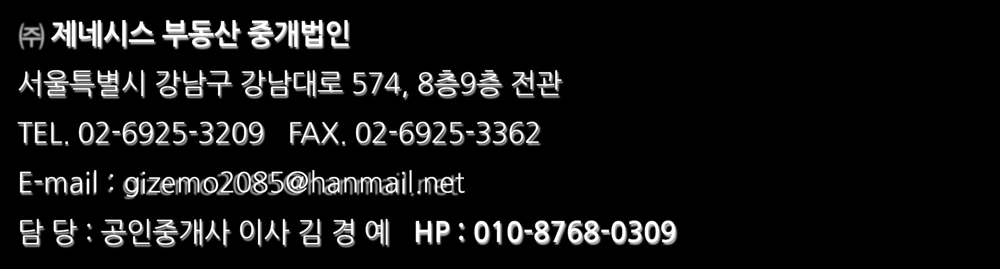 ㈜ 제네시스 부동산 중개법인
서울특별시 강남구 강남대로 574, 8층9층 전관
TEL. 02-6925-3209 FAX. 02-6925-3362
E-mail : gizemo2085@hanmail.net
담 당 : 공인중개사 이사 김 경 예 HP : 010-8768-0309